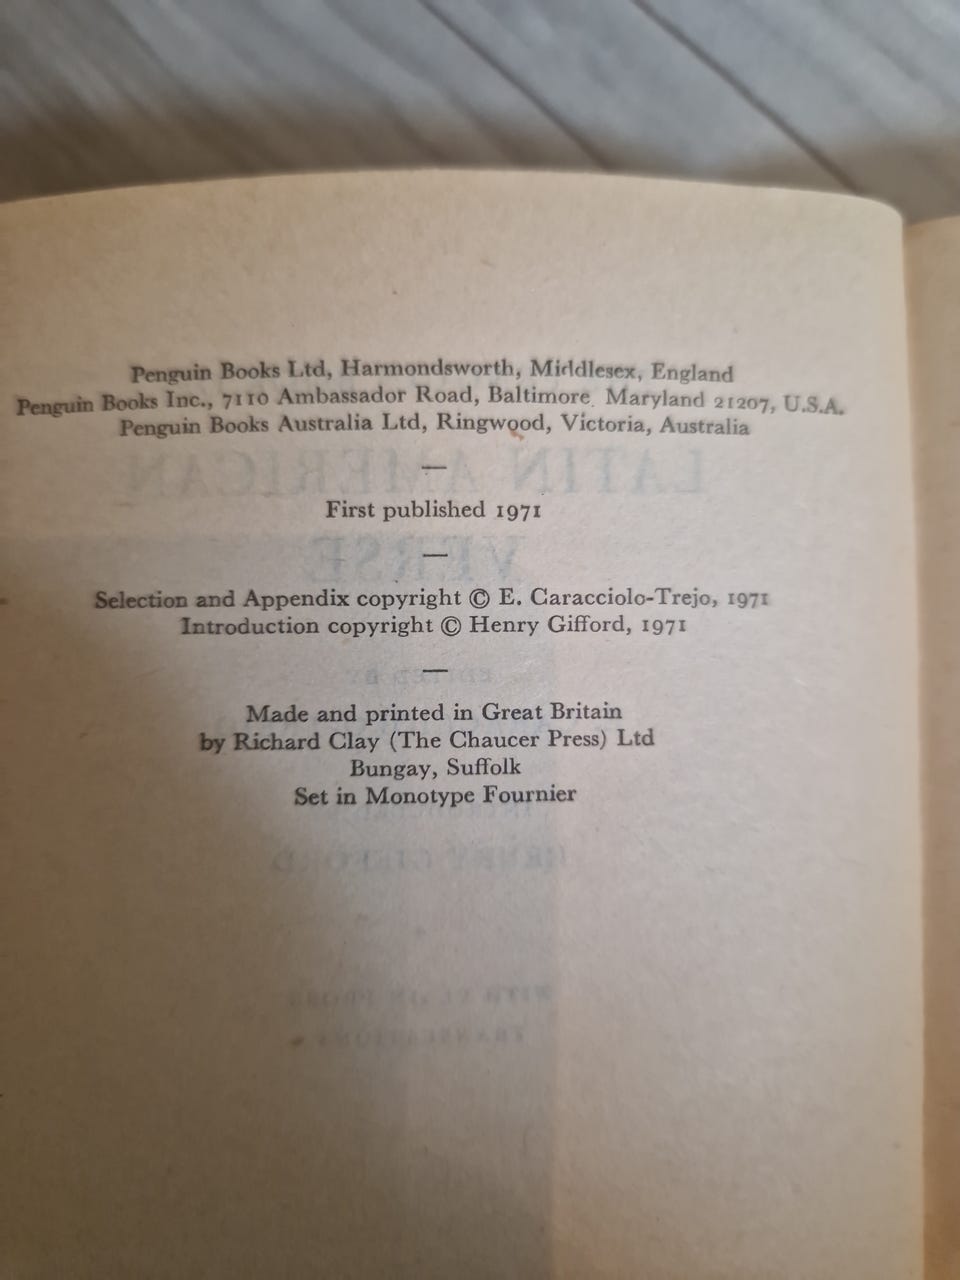 Penguin Books Ltd, Harmondsworth, Middlesex, England
Penguin Books Inc., 7110 Ambassador Road, Baltimore, Maryland 21207, U.S.A.
Penguin Books Australia Ltd, Ringwood, Victoria, Australia
—
First published 1971
—
Selection and Appendix copyright © E. Caracciolo-Trejo, 1971
Introduction copyright © Henry Gifford, 1971
—
Made and printed in Great Britain
by Richard Clay (The Chaucer Press) Ltd
Bungay, Suffolk
Set in Monotype Fournier